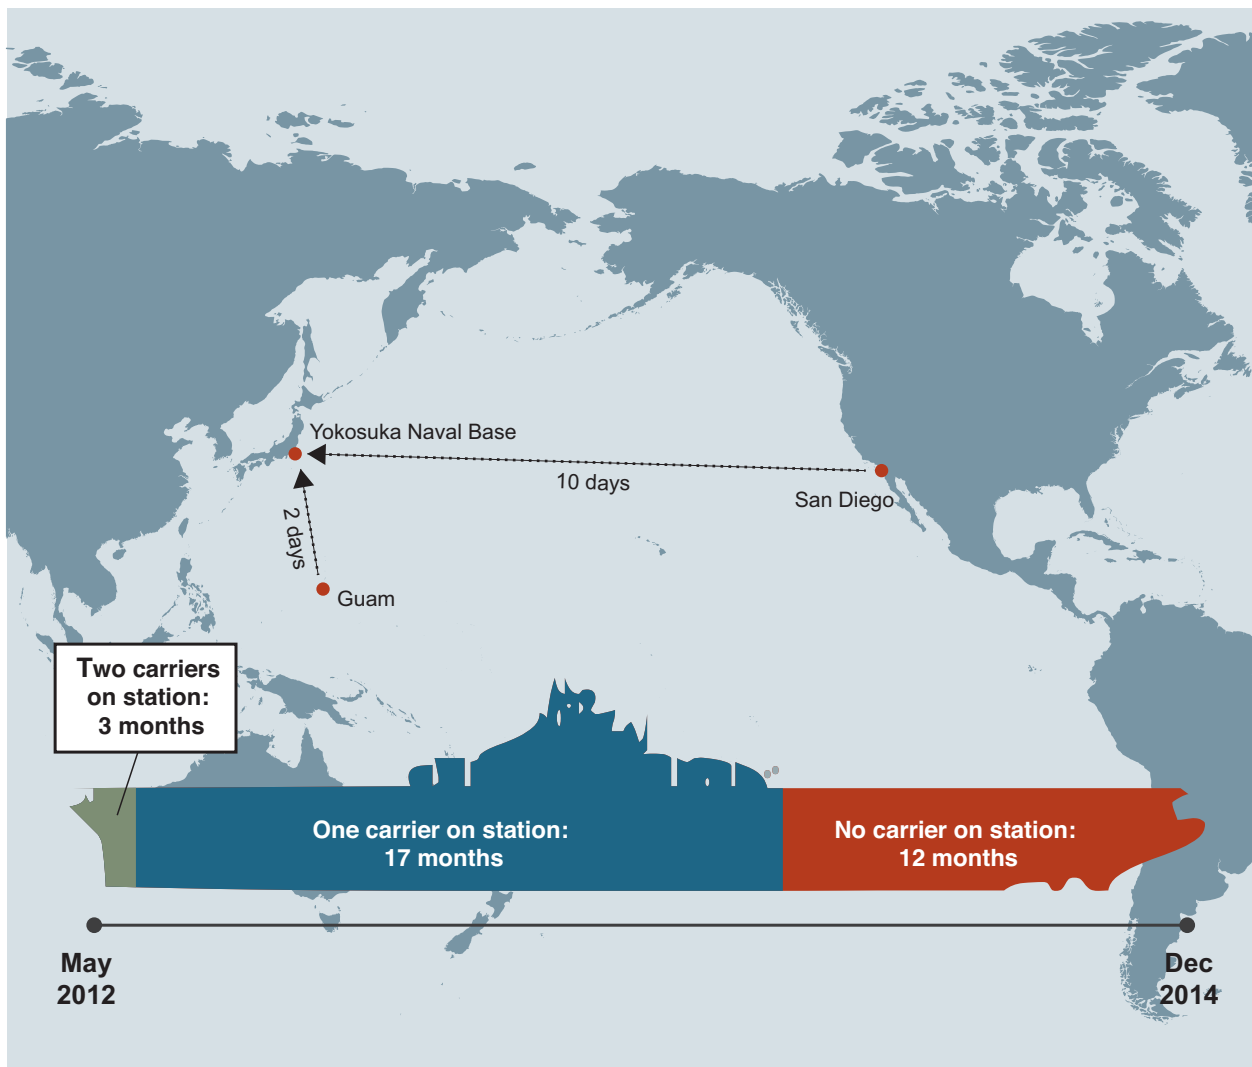 Yokosuka Naval Base
10 days
San Diego
2 days
Guam
Two carriers
on station:
3 months
One carrier on station:
17 months
No carrier on station:
12 months
May
2012
Dec
2014